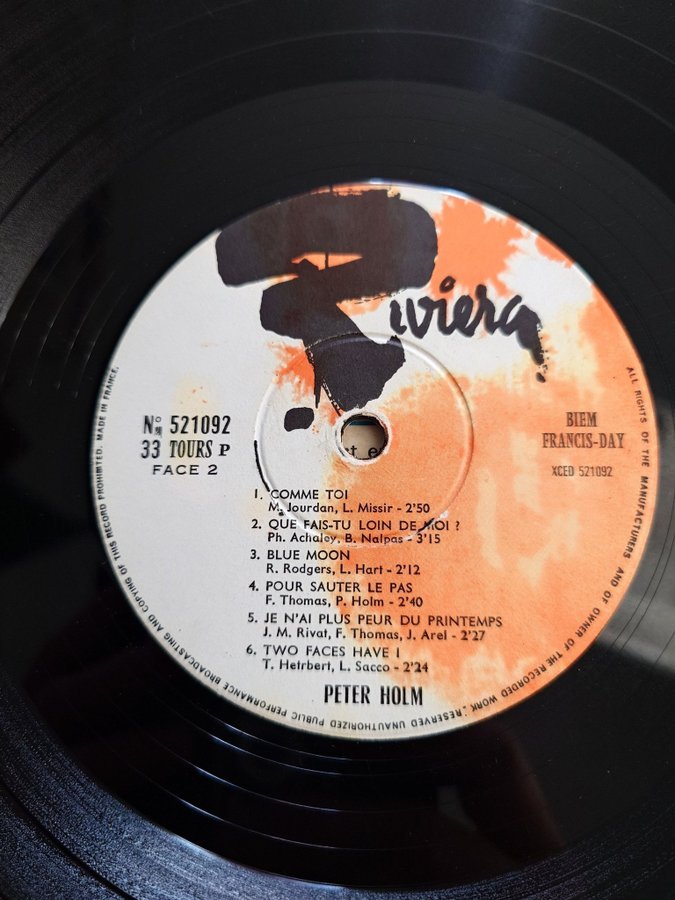 Riviera
N° 521092
33 TOURS P
FACE 2
BIEM
FRANCIS-DAY
XCED 521092
1. COMME TOI
M. Jourdan, L. Missir - 2'50
2. QUE FAIS-TU LOIN DE MOI ?
Ph. Achaley, B. Nalpas - 3'15
3. BLUE MOON
R. Rodgers, L. Hart - 2'12
4. POUR SAUTER LE PAS
F. Thomas, P. Holm - 2'40
5. JE N'AI PLUS PEUR DU PRINTEMPS
J. M. Rivat, F. Thomas, J. Arel - 2'27
6. TWO FACES HAVE I
T. Hetrbert, L. Sacco - 2'24
PETER HOLM
ALL RIGHTS OF THE MANUFACTURERS AND OF OWNER OF THE RECORDED WORK, RESERVED UNAUTHORIZED PUBLIC PERFORMANCE BROADCASTING AND COPYING OF THIS RECORD PROHIBITED. MADE IN FRANCE.